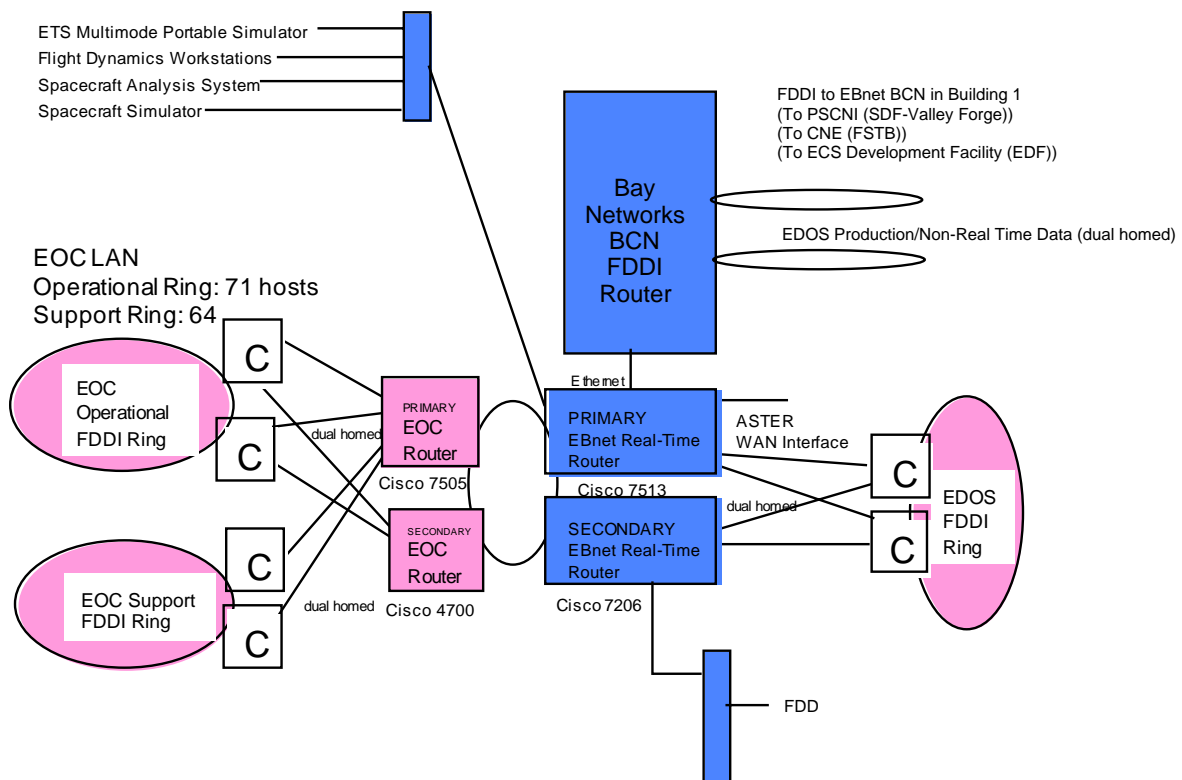 ETS Multimode Portable Simulator
Flight Dynamics Workstations
Spacecraft Analysis System
Spacecraft Simulator
FDDI to EBnet BCN in Building 1
(To PSCNI (SDF-Valley Forge))
(To CNE (FSTB))
(To ECS Development Facility (EDF))
Bay
Networks
BCN
FDDI
Router
EDOS Production/Non-Real Time Data (dual homed)
EOC LAN
Operational Ring: 71 hosts
Support Ring: 64
C
EOC
Operational
FDDI Ring
C
dual homed
PRIMARY
EOC
Router
Cisco 7505
Ethernet
PRIMARY
EBnet Real-Time
Router
Cisco 7513
ASTER
WAN Interface
C
C
EDOS
FDDI
Ring
dual homed
SECONDARY
EOC
Router
Cisco 4700
SECONDARY
EBnet Real-Time
Router
Cisco 7206
C
EOC Support
FDDI Ring
C
dual homed
FDD